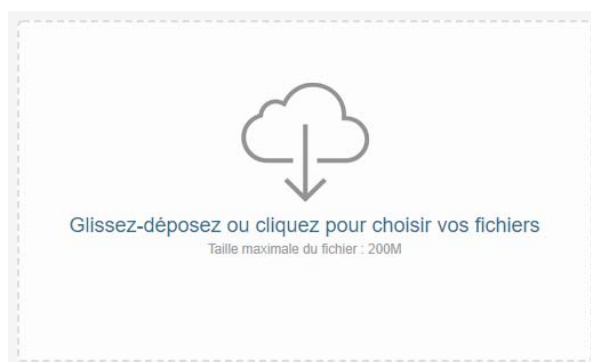 Glissez-déposez ou cliquez pour choisir vos fichiers
Taille maximale du fichier : 200M